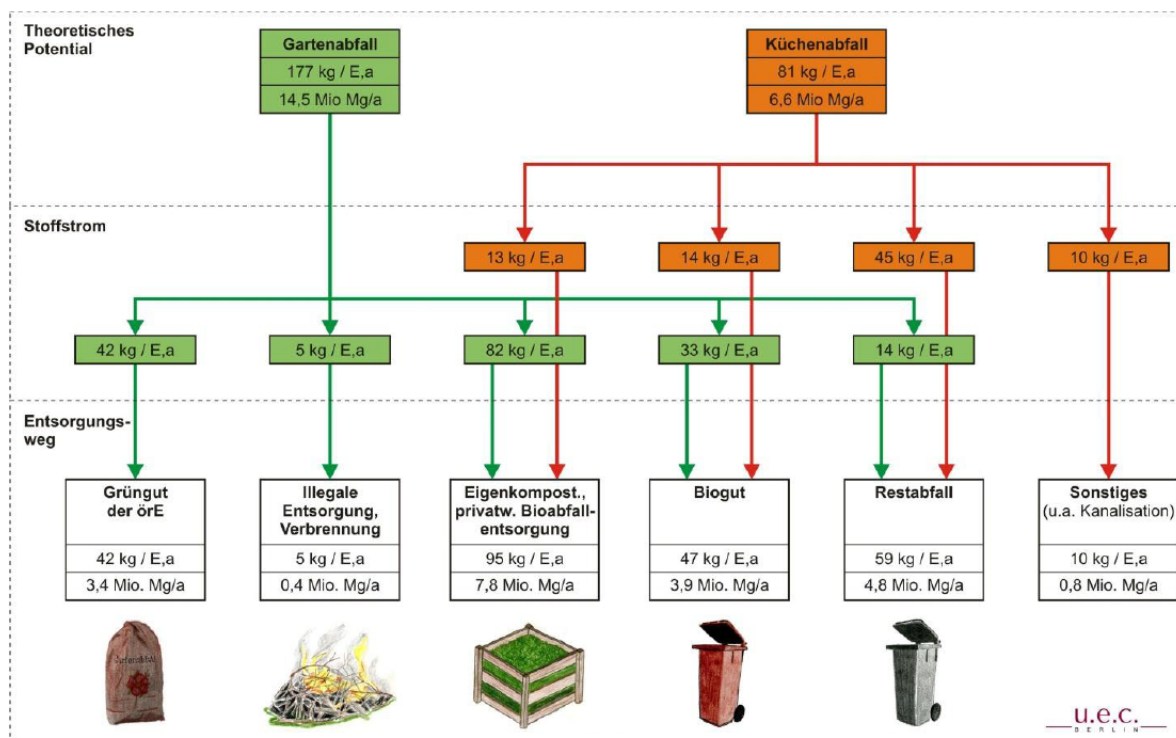 Theoretisches
Potential
Gartenabfall
177 kg / E,a
14,5 Mio Mg/a
Küchenabfall
81 kg / E,a
6,6 Mio Mg/a
Stoffstrom
13 kg / E,a
14 kg / E,a
45 kg / E,a
10 kg / E,a
42 kg / E,a
5 kg / E,a
82 kg / E,a
33 kg / E,a
14 kg / E,a
Entsorgungs-
weg
Grüngut
der örE
42 kg / E,a
3,4 Mio. Mg/a
Illegale
Entsorgung,
Verbrennung
5 kg / E,a
0,4 Mio. Mg/a
Eigenkompost.,
privatw. Bioabfall-
entsorgung
95 kg / E,a
7,8 Mio. Mg/a
Biogut
47 kg / E,a
3,9 Mio. Mg/a
Restabfall
59 kg / E,a
4,8 Mio. Mg/a
Sonstiges
(u.a. Kanalisation)
10 kg / E,a
0,8 Mio. Mg/a
u.e.c.
BERLIN